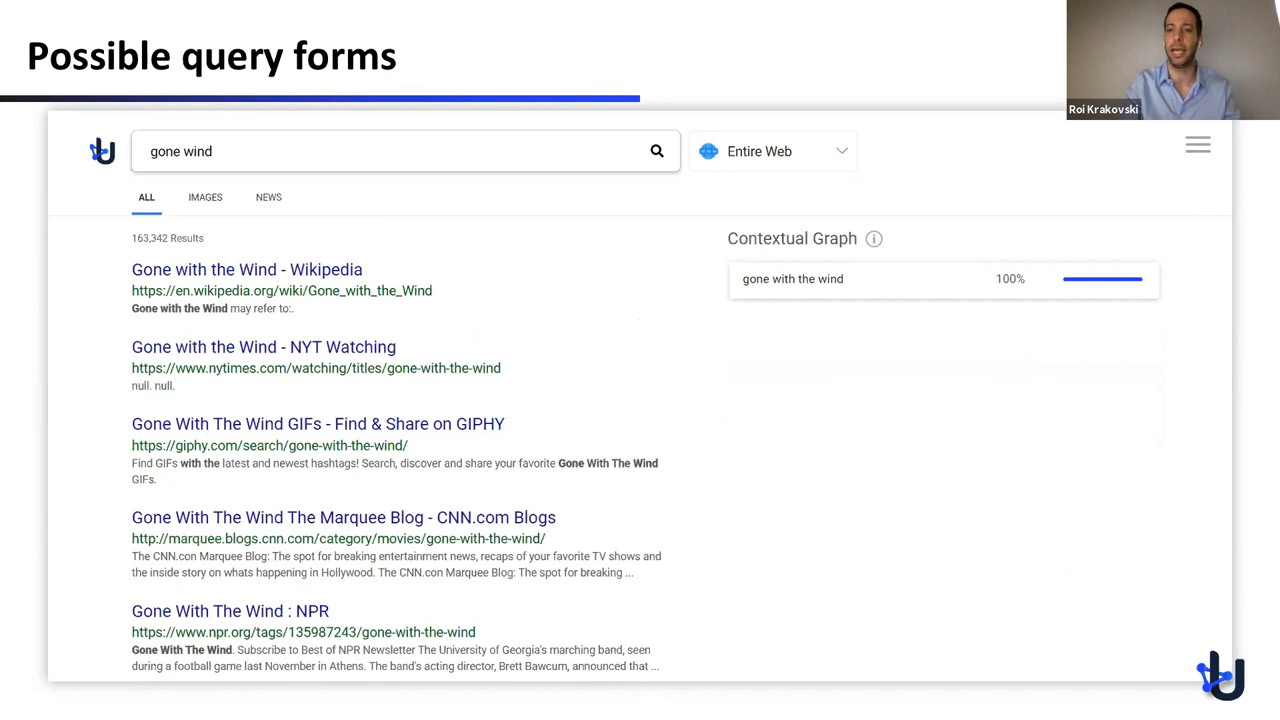 Possible query forms
Roi Krakovski
gone wind
Entire Web
ALL IMAGES NEWS
163,342 Results
Contextual Graph
gone with the wind 100%
Gone with the Wind - Wikipedia
https://en.wikipedia.org/wiki/Gone_with_the_Wind
Gone with the Wind may refer to:.
Gone with the Wind - NYT Watching
https://www.nytimes.com/watching/titles/gone-with-the-wind
null. null.
Gone With The Wind GIFs - Find & Share on GIPHY
https://giphy.com/search/gone-with-the-wind/
Find GIFs with the latest and newest hashtags! Search, discover and share your favorite Gone With The Wind
GIFs.
Gone With The Wind The Marquee Blog - CNN.com Blogs
http://marquee.blogs.cnn.com/category/movies/gone-with-the-wind/
The CNN.con Marquee Blog: The spot for breaking entertainment news, recaps of your favorite TV shows and
the inside story on whats happening in Hollywood. The CNN.con Marquee Blog: The spot for breaking ...
Gone With The Wind : NPR
https://www.npr.org/tags/135987243/gone-with-the-wind
Gone With The Wind. Subscribe to Best of NPR Newsletter The University of Georgia's marching band, seen
during a football game last November in Athens. The band's acting director, Brett Bawcum, announced that ...